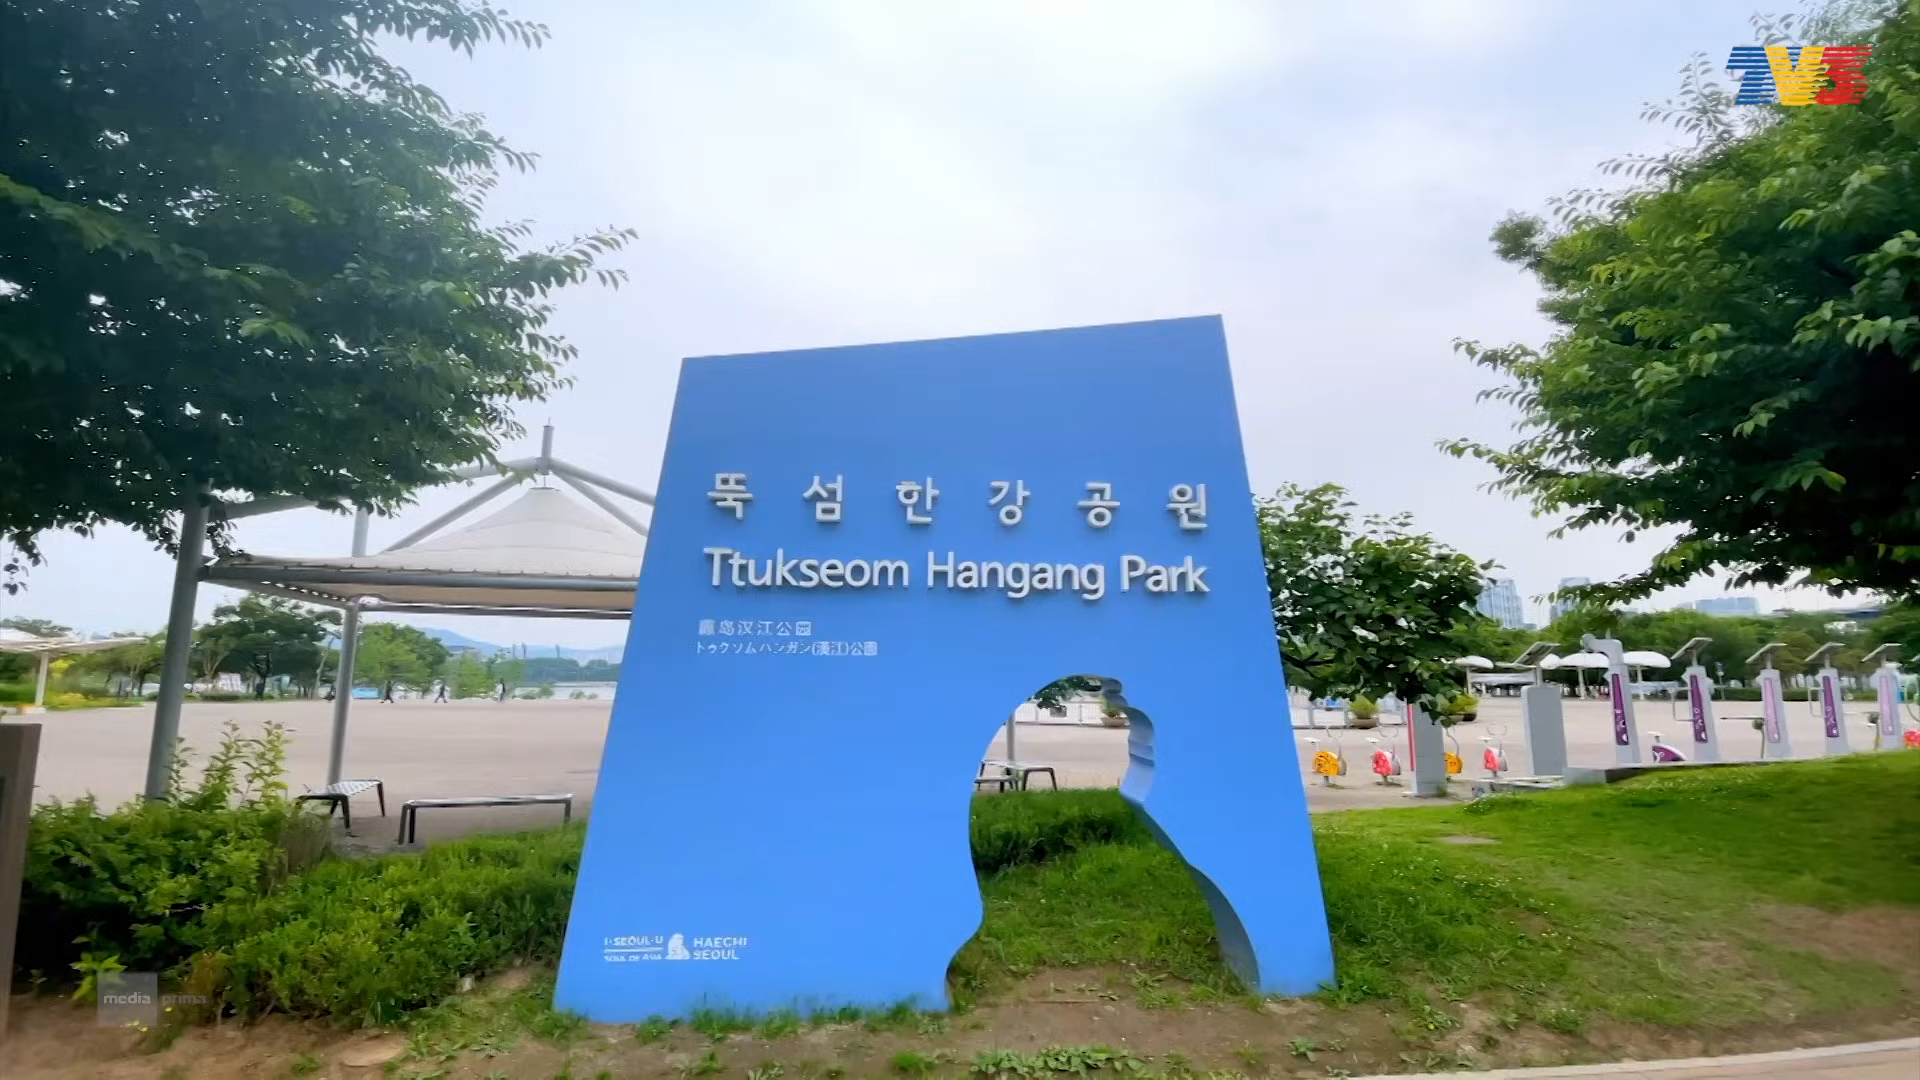 TV3
뚝섬한강공원
Ttukseom Hangang Park
纛岛汉江公园
トゥクソムハンガン(漢江)公園
I·SEOUL·U
SOUL OF ASIA
HAECHI
SEOUL
media prima